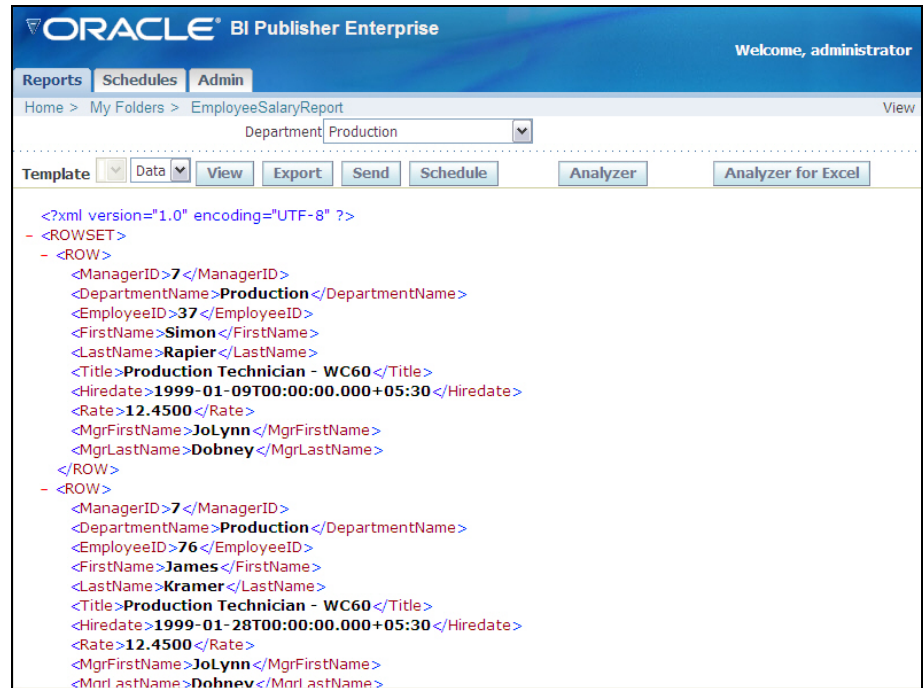 ORACLE® BI Publisher Enterprise
Welcome, administrator
Reports Schedules Admin
Home > My Folders > EmployeeSalaryReport View
Department Production
Template Data View Export Send Schedule Analyzer Analyzer for Excel
<?xml version="1.0" encoding="UTF-8" ?>
- <ROWSET>
- <ROW>
<ManagerID>7</ManagerID>
<DepartmentName>Production</DepartmentName>
<EmployeeID>37</EmployeeID>
<FirstName>Simon</FirstName>
<LastName>Rapier</LastName>
<Title>Production Technician - WC60</Title>
<Hiredate>1999-01-09T00:00:00.000+05:30</Hiredate>
<Rate>12.4500</Rate>
<MgrFirstName>JoLynn</MgrFirstName>
<MgrLastName>Dobney</MgrLastName>
</ROW>
- <ROW>
<ManagerID>7</ManagerID>
<DepartmentName>Production</DepartmentName>
<EmployeeID>76</EmployeeID>
<FirstName>James</FirstName>
<LastName>Kramer</LastName>
<Title>Production Technician - WC60</Title>
<Hiredate>1999-01-28T00:00:00.000+05:30</Hiredate>
<Rate>12.4500</Rate>
<MgrFirstName>JoLynn</MgrFirstName>
<MgrLastName>Dobney</MgrLastName>